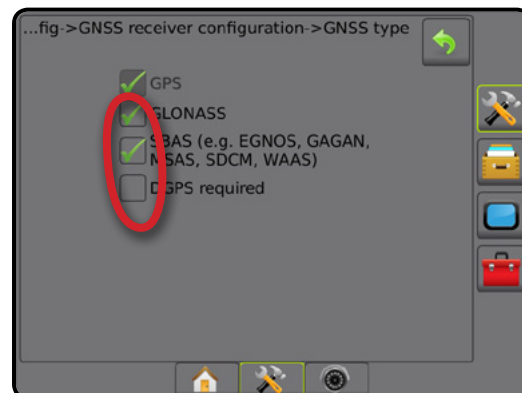 ...fig->GNSS receiver configuration->GNSS type
GPS
GLONASS
SBAS (e.g. EGNOS, GAGAN,
MSAS, SDCM, WAAS)
DGPS required